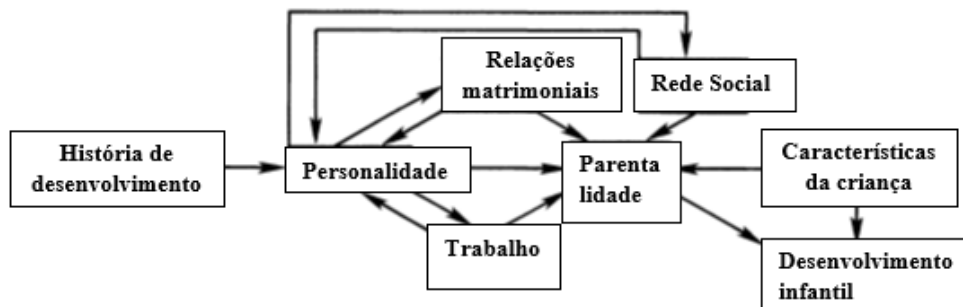 Relações
matrimoniais
Rede Social
História de
desenvolvimento
Personalidade
Parenta
lidade
Características
da criança
Trabalho
Desenvolvimento
infantil